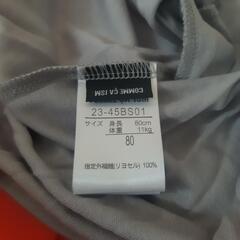 COMME CA ISM
23-45BS01
サイズ 身長 80cm
体重 11kg
80
指定外繊維(リヨセル) 100%